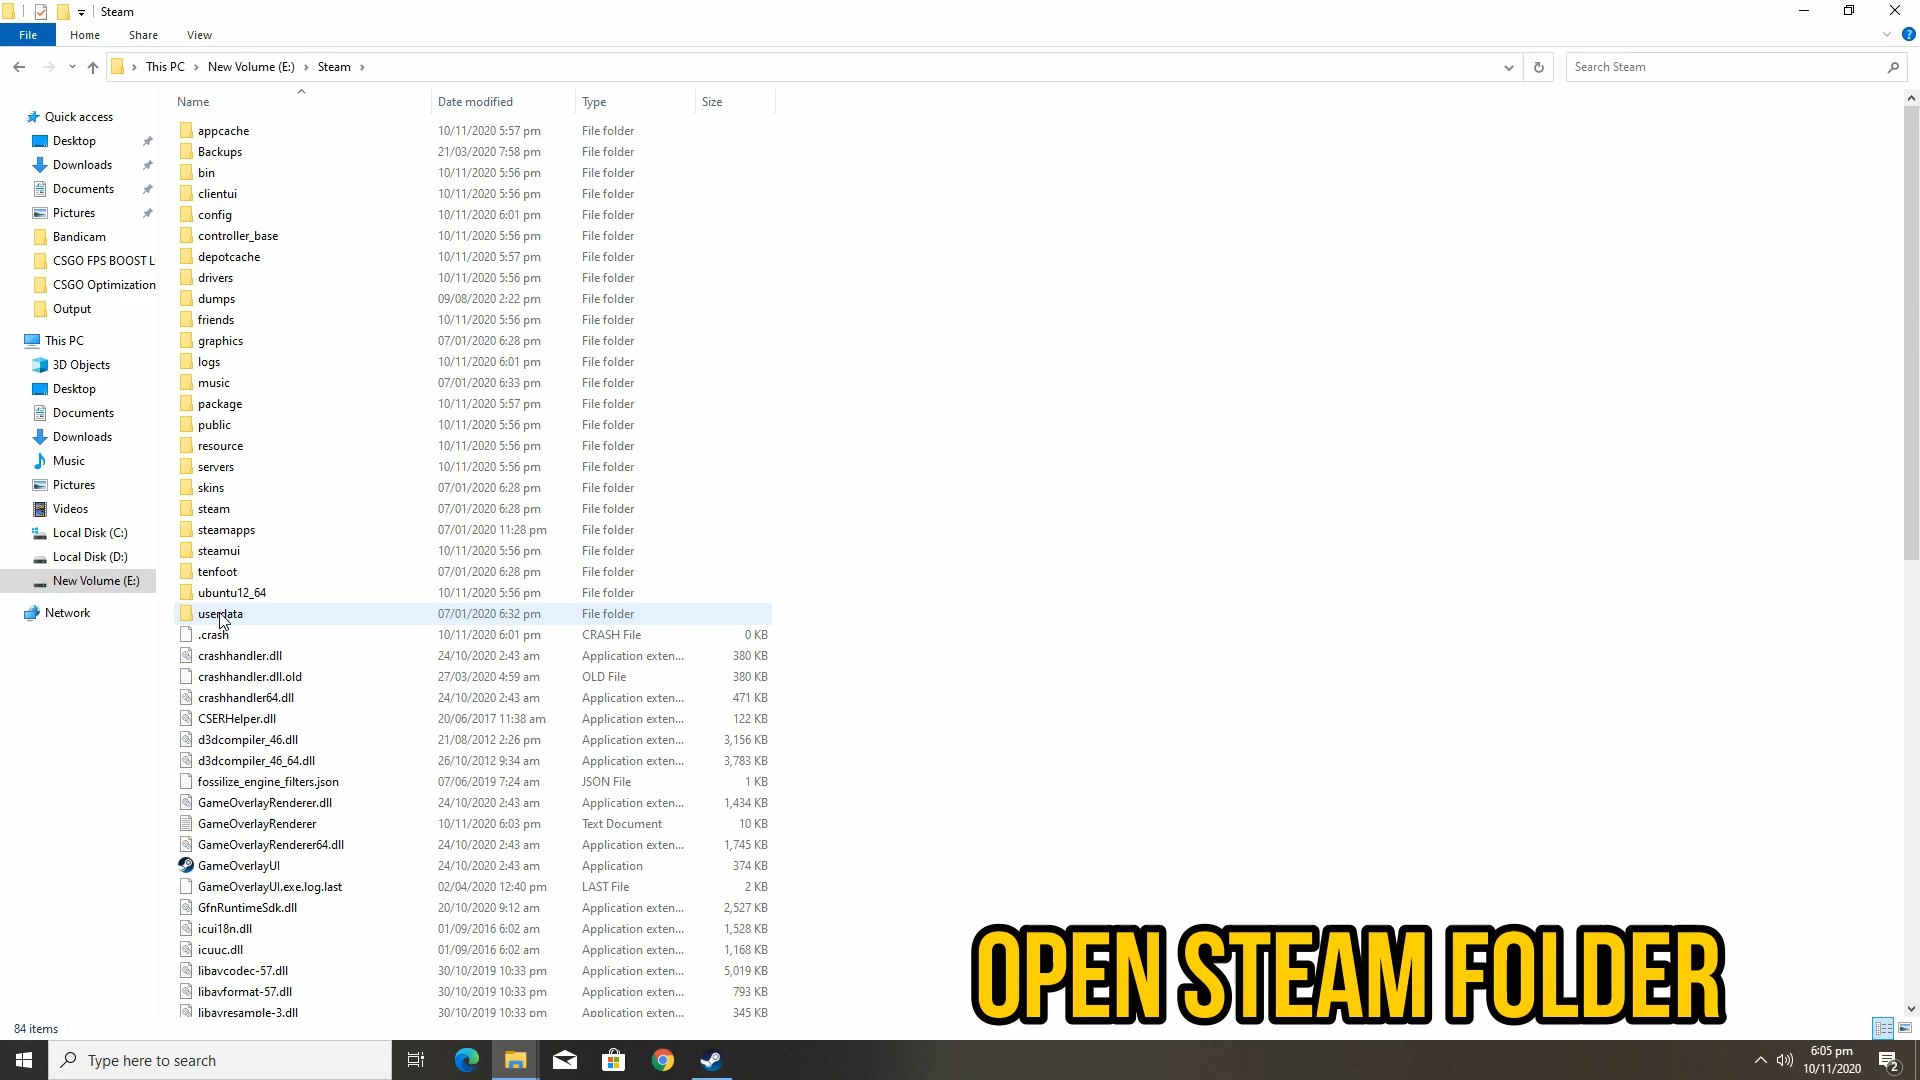 Steam
File Home Share View
This PC New Volume (E:) Steam
Search Steam
Name Date modified Type Size
Quick access
Desktop
Downloads
Documents
Pictures
Bandicam
CSGO FPS BOOST L
CSGO Optimization
Output
This PC
3D Objects
Desktop
Documents
Downloads
Music
Pictures
Videos
Local Disk (C:)
Local Disk (D:)
New Volume (E:)
Network
appcache 10/11/2020 5:57 pm File folder
Backups 21/03/2020 7:58 pm File folder
bin 10/11/2020 5:56 pm File folder
clientui 10/11/2020 5:56 pm File folder
config 10/11/2020 6:01 pm File folder
controller_base 10/11/2020 5:56 pm File folder
depotcache 10/11/2020 5:57 pm File folder
drivers 10/11/2020 5:56 pm File folder
dumps 09/08/2020 2:22 pm File folder
friends 10/11/2020 5:56 pm File folder
graphics 07/01/2020 6:28 pm File folder
logs 10/11/2020 6:01 pm File folder
music 07/01/2020 6:33 pm File folder
package 10/11/2020 5:57 pm File folder
public 10/11/2020 5:56 pm File folder
resource 10/11/2020 5:56 pm File folder
servers 10/11/2020 5:56 pm File folder
skins 07/01/2020 6:28 pm File folder
steam 07/01/2020 6:28 pm File folder
steamapps 07/01/2020 11:28 pm File folder
steamui 10/11/2020 5:56 pm File folder
tenfoot 07/01/2020 6:28 pm File folder
ubuntu12_64 10/11/2020 5:56 pm File folder
userdata 07/01/2020 6:32 pm File folder
.crash 10/11/2020 6:01 pm CRASH File 0 KB
crashhandler.dll 24/10/2020 2:43 am Application exten... 380 KB
crashhandler.dll.old 27/03/2020 4:59 am OLD File 380 KB
crashhandler64.dll 24/10/2020 2:43 am Application exten... 471 KB
CSERHelper.dll 20/06/2017 11:38 am Application exten... 122 KB
d3dcompiler_46.dll 21/08/2012 2:26 pm Application exten... 3,156 KB
d3dcompiler_46_64.dll 26/10/2012 9:34 am Application exten... 3,783 KB
fossilize_engine_filters.json 07/06/2019 7:24 am JSON File 1 KB
GameOverlayRenderer.dll 24/10/2020 2:43 am Application exten... 1,434 KB
GameOverlayRenderer 10/11/2020 6:03 pm Text Document 10 KB
GameOverlayRenderer64.dll 24/10/2020 2:43 am Application exten... 1,745 KB
GameOverlayUI 24/10/2020 2:43 am Application 374 KB
GameOverlayUI.exe.log.last 02/04/2020 12:40 pm LAST File 2 KB
GfnRuntimeSdk.dll 20/10/2020 9:12 am Application exten... 2,527 KB
icui18n.dll 01/09/2016 6:02 am Application exten... 1,528 KB
icuuc.dll 01/09/2016 6:02 am Application exten... 1,168 KB
libavcodec-57.dll 30/10/2019 10:33 pm Application exten... 5,019 KB
libavformat-57.dll 30/10/2019 10:33 pm Application exten... 793 KB
libavresample-3.dll 30/10/2019 10:33 pm Application exten... 345 KB
OPEN STEAM FOLDER
84 items
Type here to search
6:05 pm
10/11/2020
2